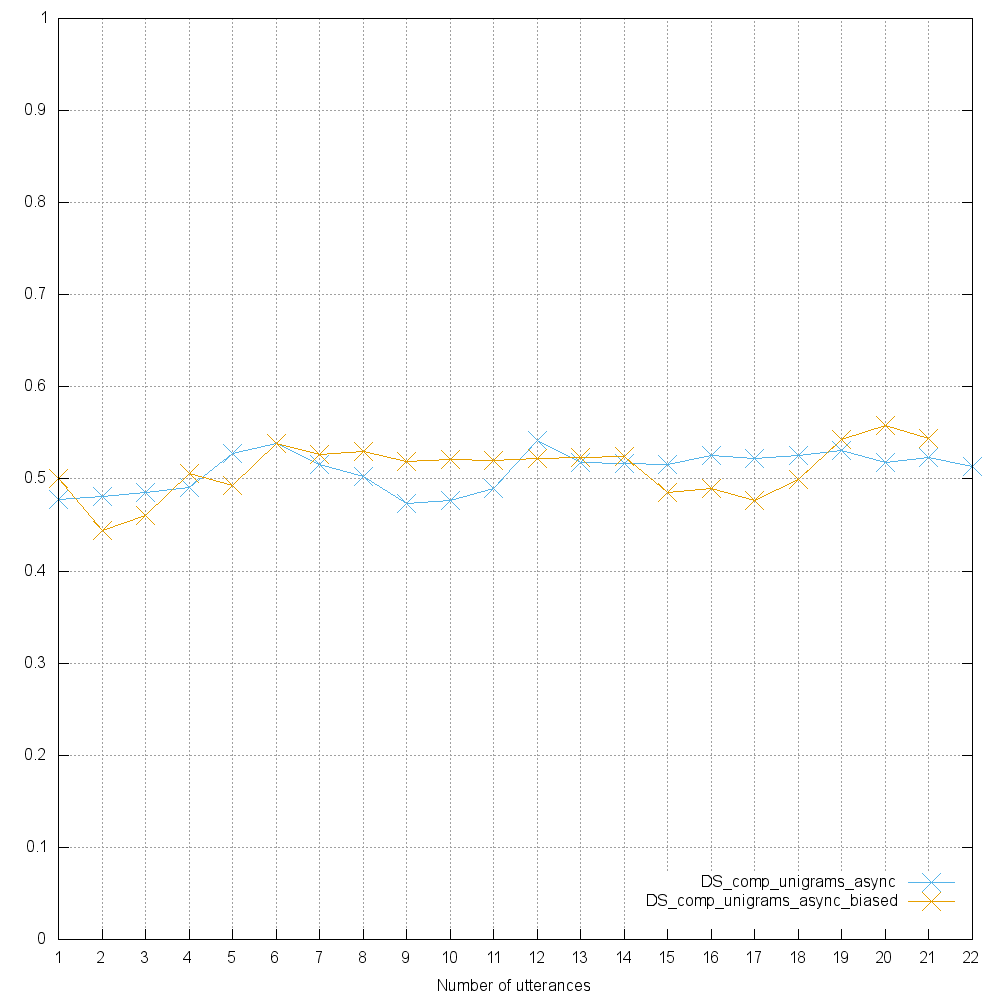 1
0.9
0.8
0.7
0.6
0.5
0.4
0.3
0.2
0.1
0
DS_comp_unigrams_async
DS_comp_unigrams_async_biased
1 2 3 4 5 6 7 8 9 10 11 12 13 14 15 16 17 18 19 20 21 22
Number of utterances